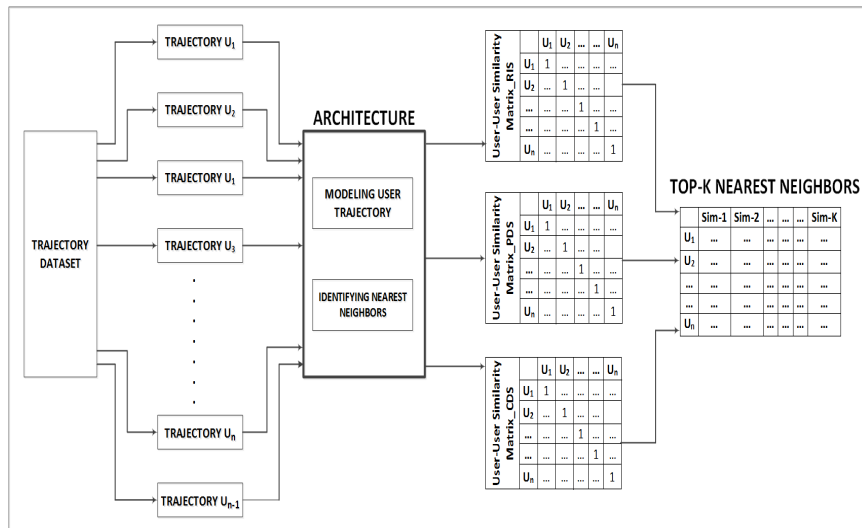 TRAJECTORY
DATASET
TRAJECTORY U1
TRAJECTORY U2
TRAJECTORY U1
TRAJECTORY U3
TRAJECTORY Un
TRAJECTORY Un-1
ARCHITECTURE
MODELING USER
TRAJECTORY
IDENTIFYING NEAREST
NEIGHBORS
User-User Similarity
Matrix_RIS
U1 U2 ... ... Un
U1 1 ... ... ... ...
U2 ... 1 ... ...
... ... ... 1 ... ...
... ... ... ... 1 ...
Un ... ... ... ... 1
User-User Similarity
Matrix_PDS
U1 U2 ... ... Un
U1 1 ... ... ... ...
U2 ... 1 ... ...
... ... ... 1 ... ...
... ... ... ... 1 ...
Un ... ... ... ... 1
User-User Similarity
Matrix_CDS
U1 U2 ... ... Un
U1 1 ... ... ... ...
U2 ... 1 ... ...
... ... ... 1 ... ...
... ... ... ... 1 ...
Un ... ... ... ... 1
TOP-K NEAREST NEIGHBORS
Sim-1 Sim-2 ... ... ... Sim-K
U1 ... ... ... ... ... ...
U2 ... ... ... ... ... ...
... ... ... ... ... ... ...
... ... ... ... ... ... ...
Un ... ... ... ... ... ...